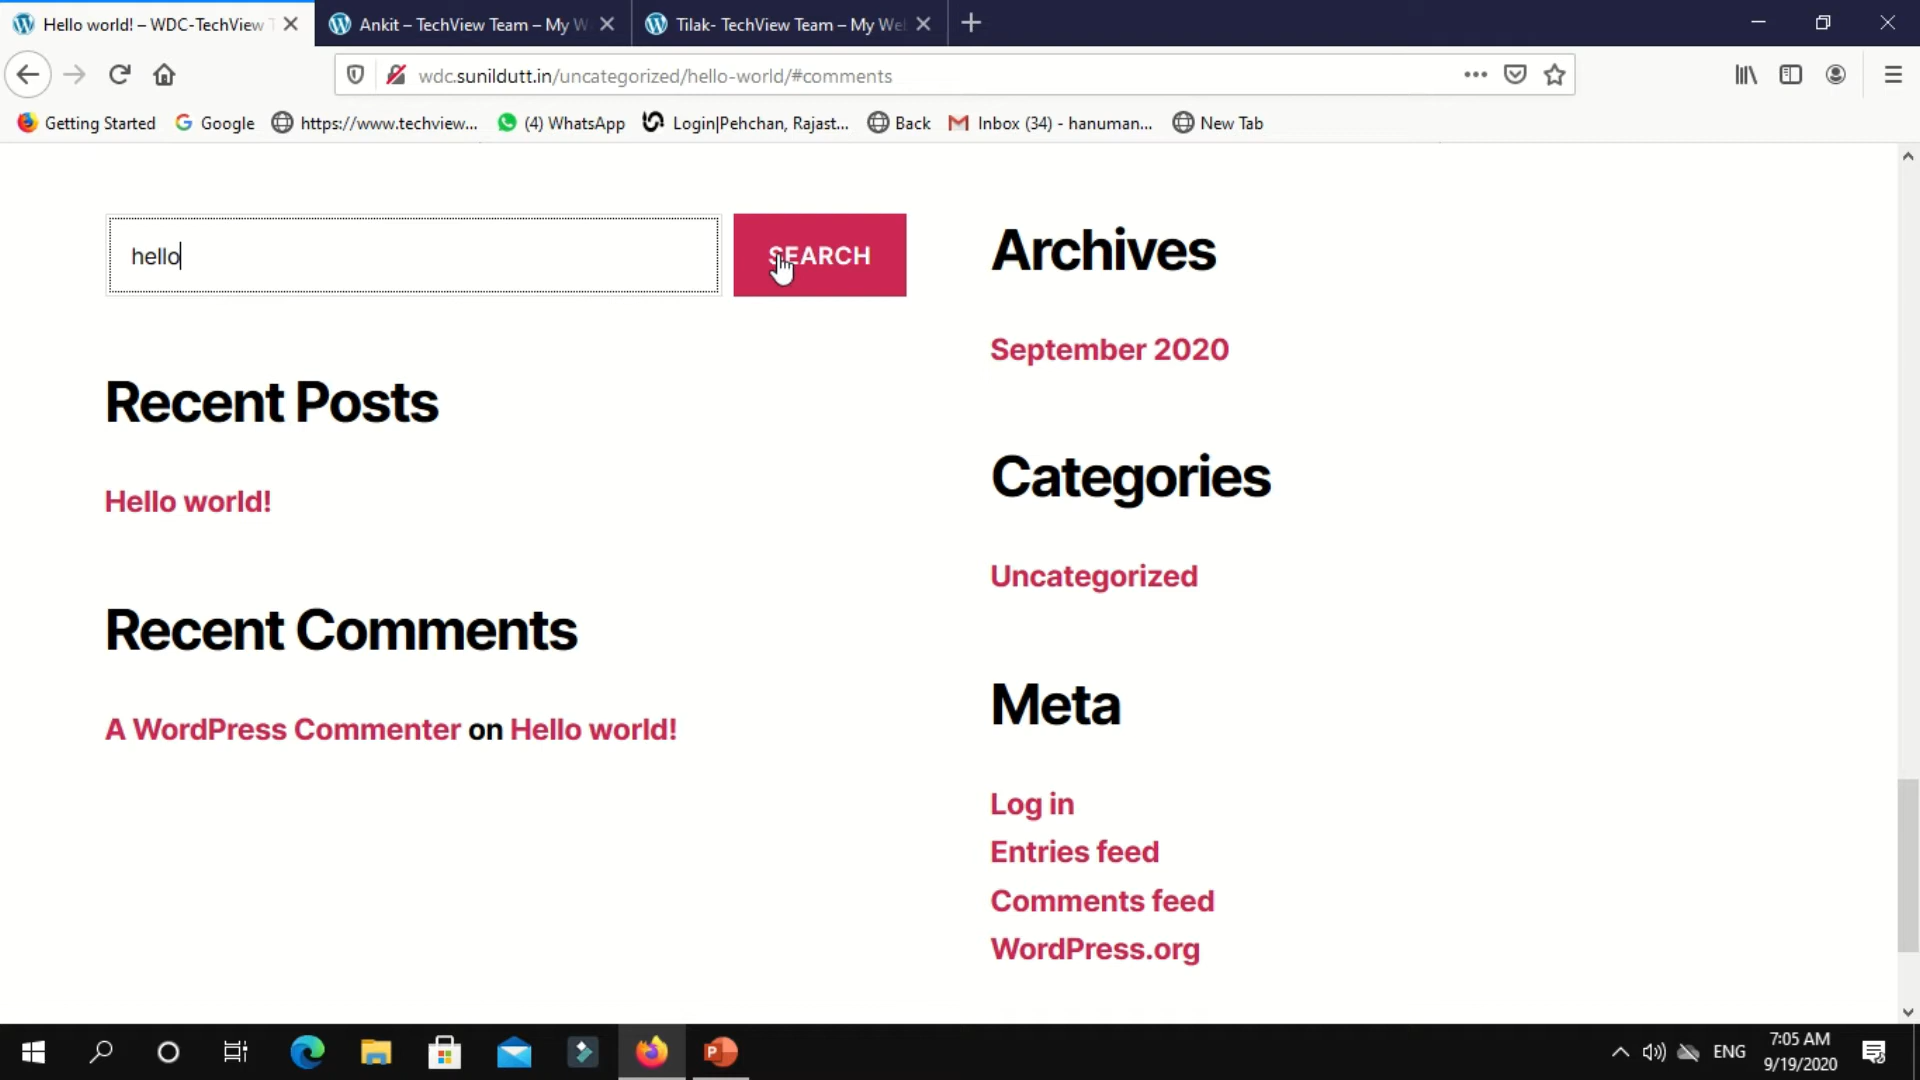 Hello world! – WDC-TechView T
Ankit – TechView Team – My W
Tilak- TechView Team – My We
wdc.sunildutt.in/uncategorized/hello-world/#comments
Getting Started
Google
https://www.techview...
(4) WhatsApp
Login|Pehchan, Rajast...
Back
Inbox (34) - hanuman...
New Tab
hello
SEARCH
Recent Posts
Hello world!
Recent Comments
A WordPress Commenter on Hello world!
Archives
September 2020
Categories
Uncategorized
Meta
Log in
Entries feed
Comments feed
WordPress.org
ENG
7:05 AM
9/19/2020